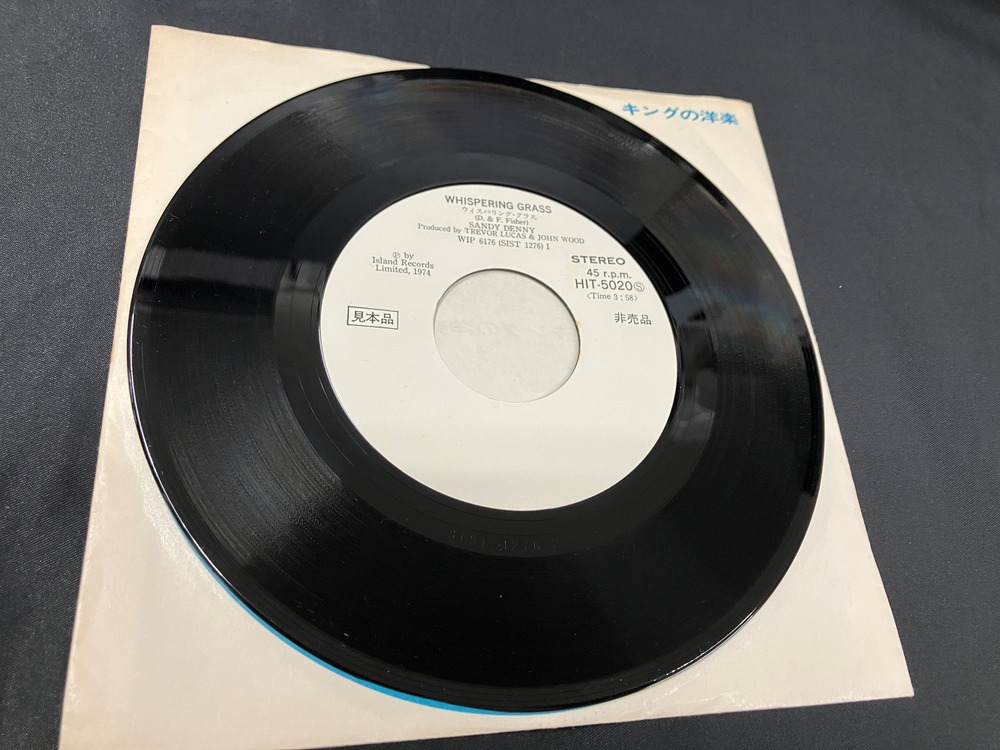 キングの洋楽
WHISPERING GRASS
ウィスパリング・グラス
(D. & F. Fisher)
SANDY DENNY
Produced by TREVOR LUCAS & JOHN WOOD
WIP 6176 (SIST 1276) I
Ⓟ by
Island Records
Limited, 1974
STEREO
45 r.p.m.
HIT-5020Ⓢ
〈Time 3 ; 58〉
見本品
非売品